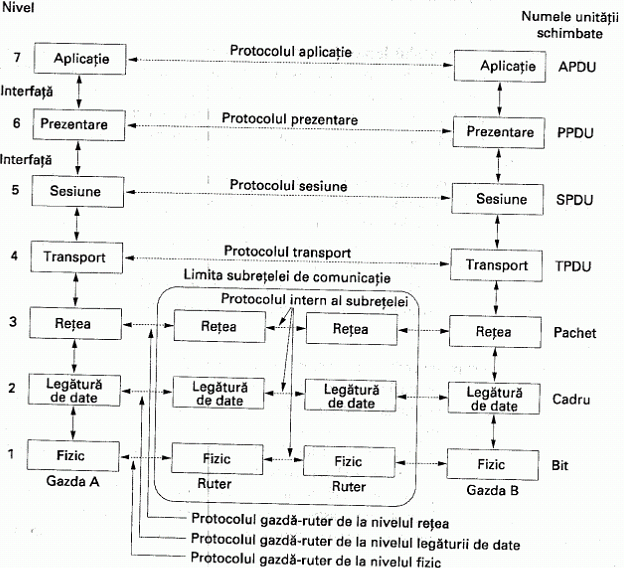 Nivel
Numele unității
schimbate
7 Aplicație Protocolul aplicație Aplicație APDU
Interfață
6 Prezentare Protocolul prezentare Prezentare PPDU
Interfață
5 Sesiune Protocolul sesiune Sesiune SPDU
4 Transport Protocolul transport Transport TPDU
Limita subrețelei de comunicație
Protocolul intern al subrețelei
3 Rețea Rețea Rețea Rețea Pachet
2 Legătură de date Legătură de date Legătură de date Legătură de date Cadru
1 Fizic Fizic Fizic Fizic Bit
Gazda A Ruter Ruter Gazda B
Protocolul gazdă-ruter de la nivelul rețea
Protocolul gazdă-ruter de la nivelul legăturii de date
Protocolul gazdă-ruter de la nivelul fizic